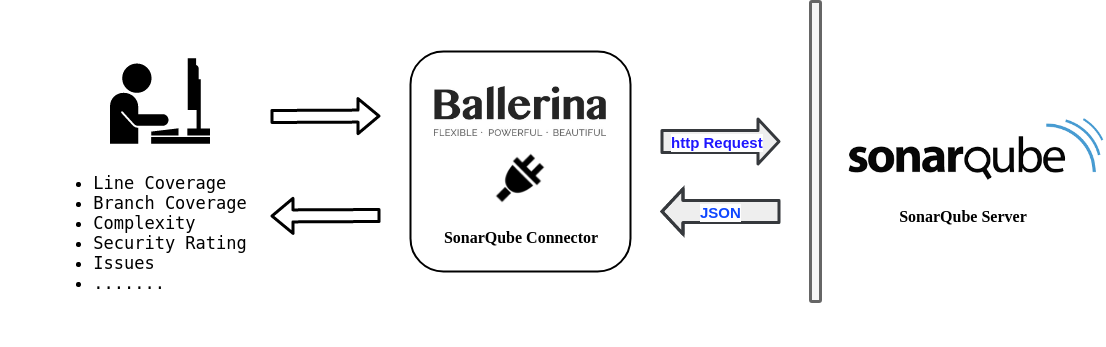 Line Coverage
Branch Coverage
Complexity
Security Rating
Issues
.......
Ballerina
FLEXIBLE · POWERFUL · BEAUTIFUL
SonarQube Connector
http Request
JSON
sonarqube
SonarQube Server